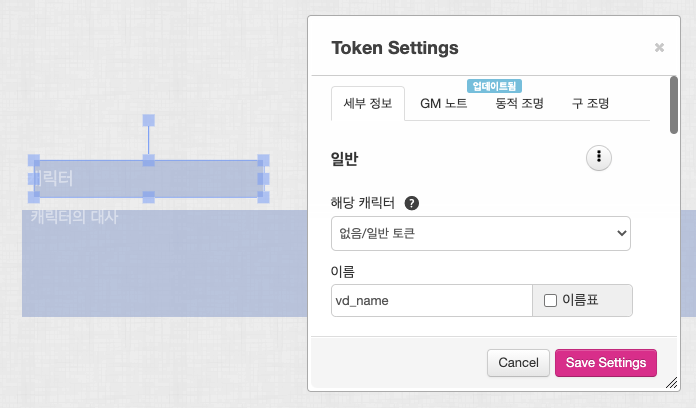 Token Settings
×
업데이트됨
세부 정보 GM 노트 동적 조명 구 조명
일반
해당 캐릭터 ?
없음/일반 토큰
이름
vd_name 이름표
Cancel Save Settings
릭터
캐릭터의 대사